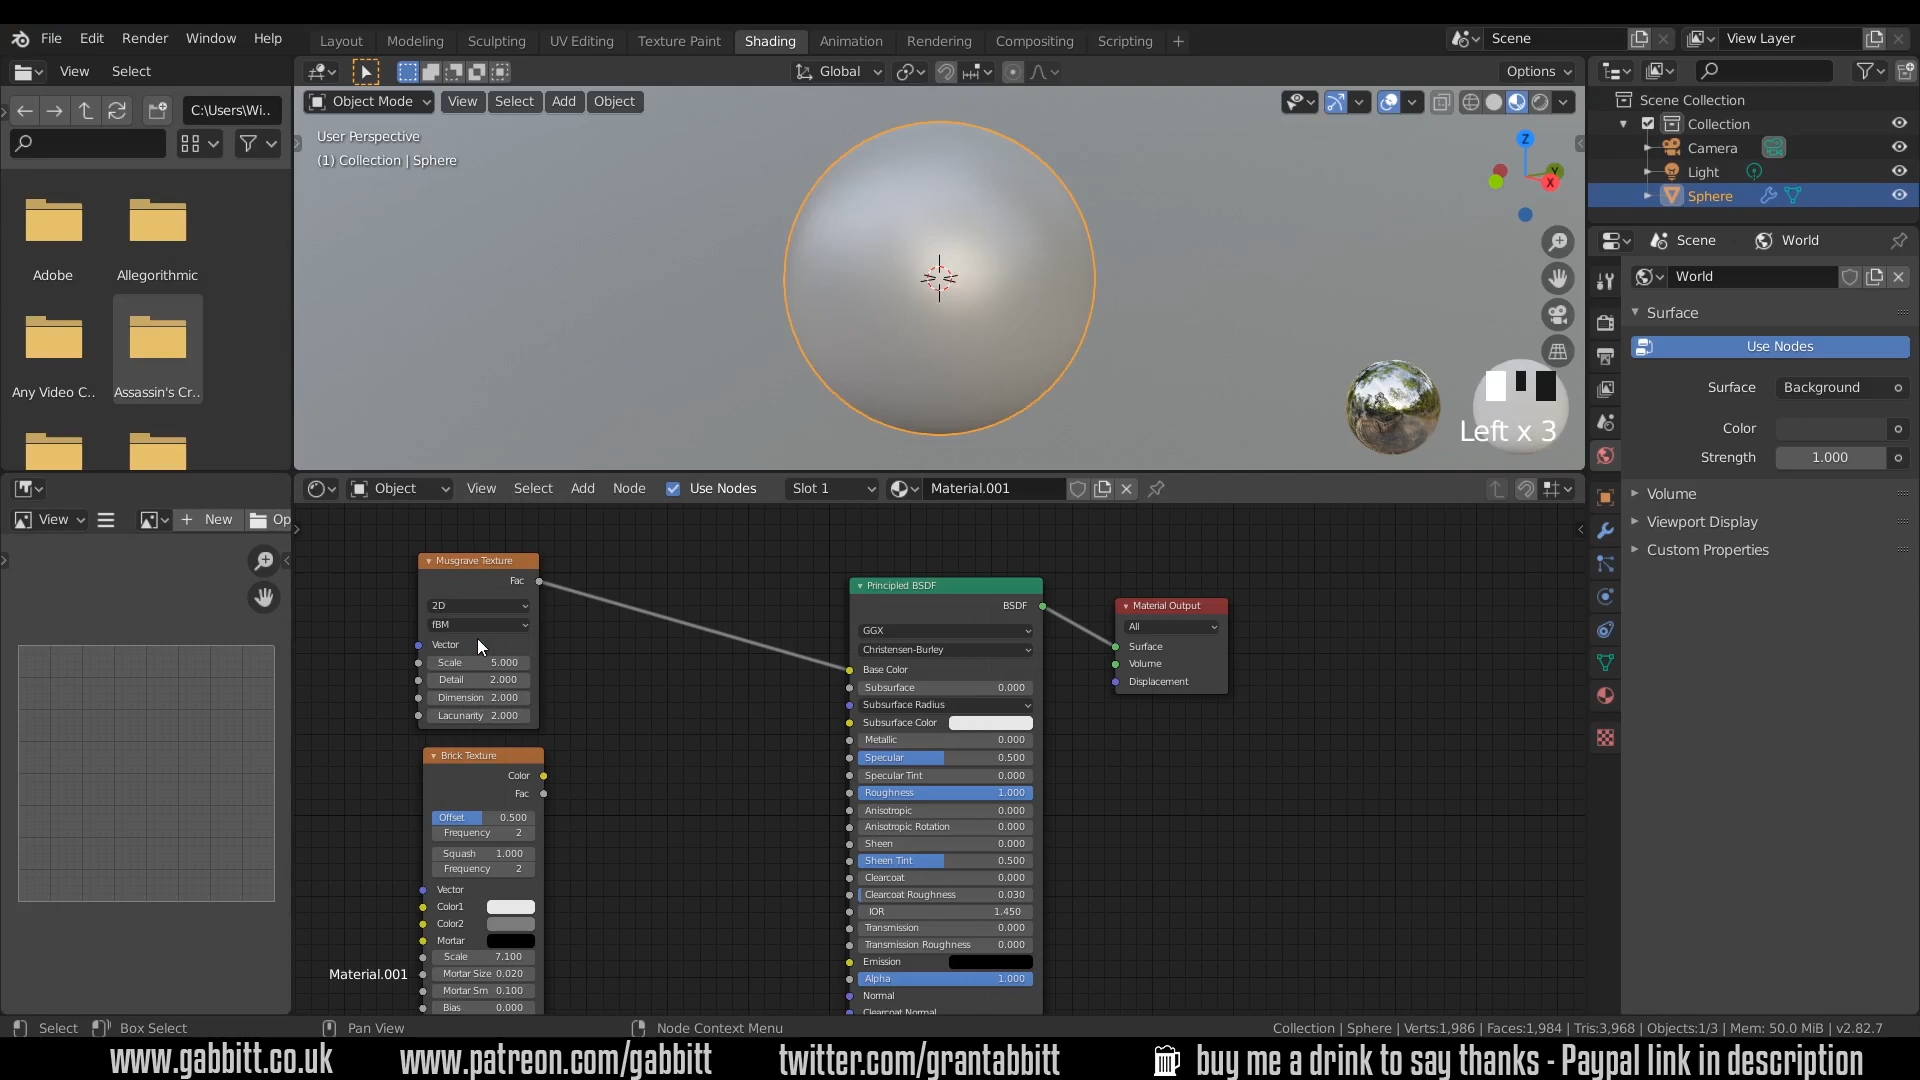 File Edit Render Window Help Layout Modeling Sculpting UV Editing Texture Paint Shading Animation Rendering Compositing Scripting + Scene View Layer
View Select Global Options
C:\Users\Wi.. Object Mode View Select Add Object Scene Collection
User Perspective
(1) Collection | Sphere
Collection
Camera
Light
Sphere
Z
Y
X
Scene World
World
Surface
Use Nodes
Surface Background
Color
Strength 1.000
Volume
Viewport Display
Custom Properties
Adobe Allegorithmic
Any Video C.. Assassin's Cr..
Left x 3
Object View Select Add Node Use Nodes Slot 1 Material.001
View New Op
Musgrave Texture
Fac
2D
fBM
Vector
Scale 5.000
Detail 2.000
Dimension 2.000
Lacunarity 2.000
Brick Texture
Color
Fac
Offset 0.500
Frequency 2
Squash 1.000
Frequency 2
Vector
Color1
Color2
Mortar
Scale 7.100
Mortar Size 0.020
Mortar Sm 0.100
Bias 0.000
Material.001
Principled BSDF
BSDF
GGX
Christensen-Burley
Base Color
Subsurface 0.000
Subsurface Radius
Subsurface Color
Metallic 0.000
Specular 0.500
Specular Tint 0.000
Roughness 1.000
Anisotropic 0.000
Anisotropic Rotation 0.000
Sheen 0.000
Sheen Tint 0.500
Clearcoat 0.000
Clearcoat Roughness 0.030
IOR 1.450
Transmission 0.000
Transmission Roughness 0.000
Emission
Alpha 1.000
Normal
Clearcoat Normal
Material Output
All
Surface
Volume
Displacement
Select Box Select Pan View Node Context Menu Collection | Sphere | Verts:1,986 | Faces:1,984 | Tris:3,968 | Objects:1/3 | Mem: 50.0 MiB | v2.82.7
www.gabbitt.co.uk www.patreon.com/gabbitt twitter.com/grantabbitt buy me a drink to say thanks - Paypal link in description